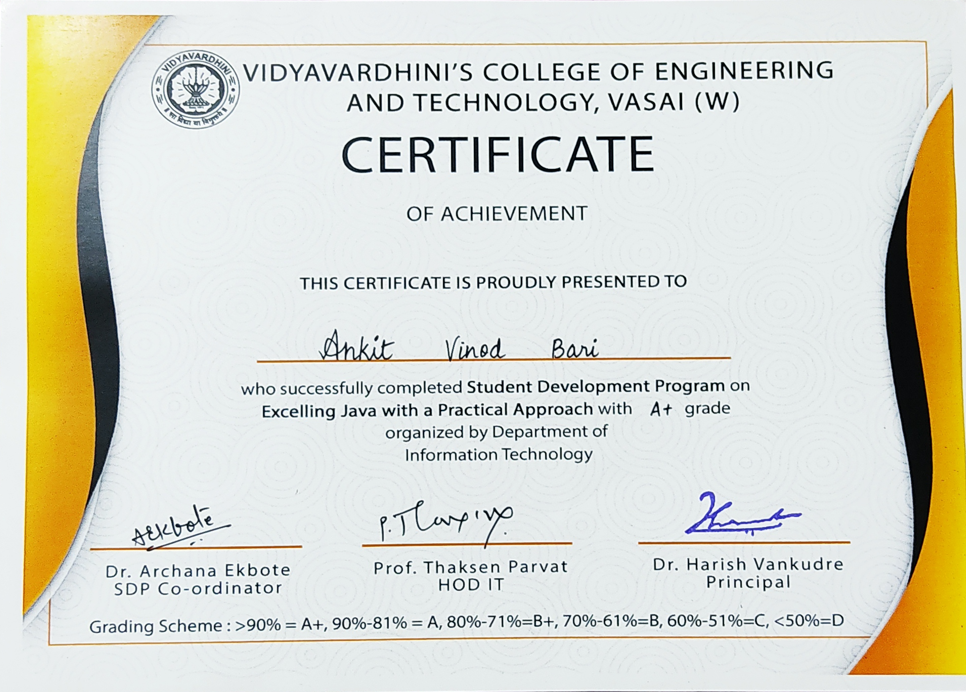 VIDYAVARDHINI
VIDYAVARDHINI'S COLLEGE OF ENGINEERING
AND TECHNOLOGY, VASAI (W)
CERTIFICATE
OF ACHIEVEMENT
THIS CERTIFICATE IS PROUDLY PRESENTED TO
Ankit Vinod Bari
who successfully completed Student Development Program on
Excelling Java with a Practical Approach with A+ grade
organized by Department of
Information Technology
AEkbote
Dr. Archana Ekbote
SDP Co-ordinator
Prof. Thaksen Parvat
HOD IT
Dr. Harish Vankudre
Principal
Grading Scheme : >90% = A+, 90%-81% = A, 80%-71%=B+, 70%-61%=B, 60%-51%=C, <50%=D